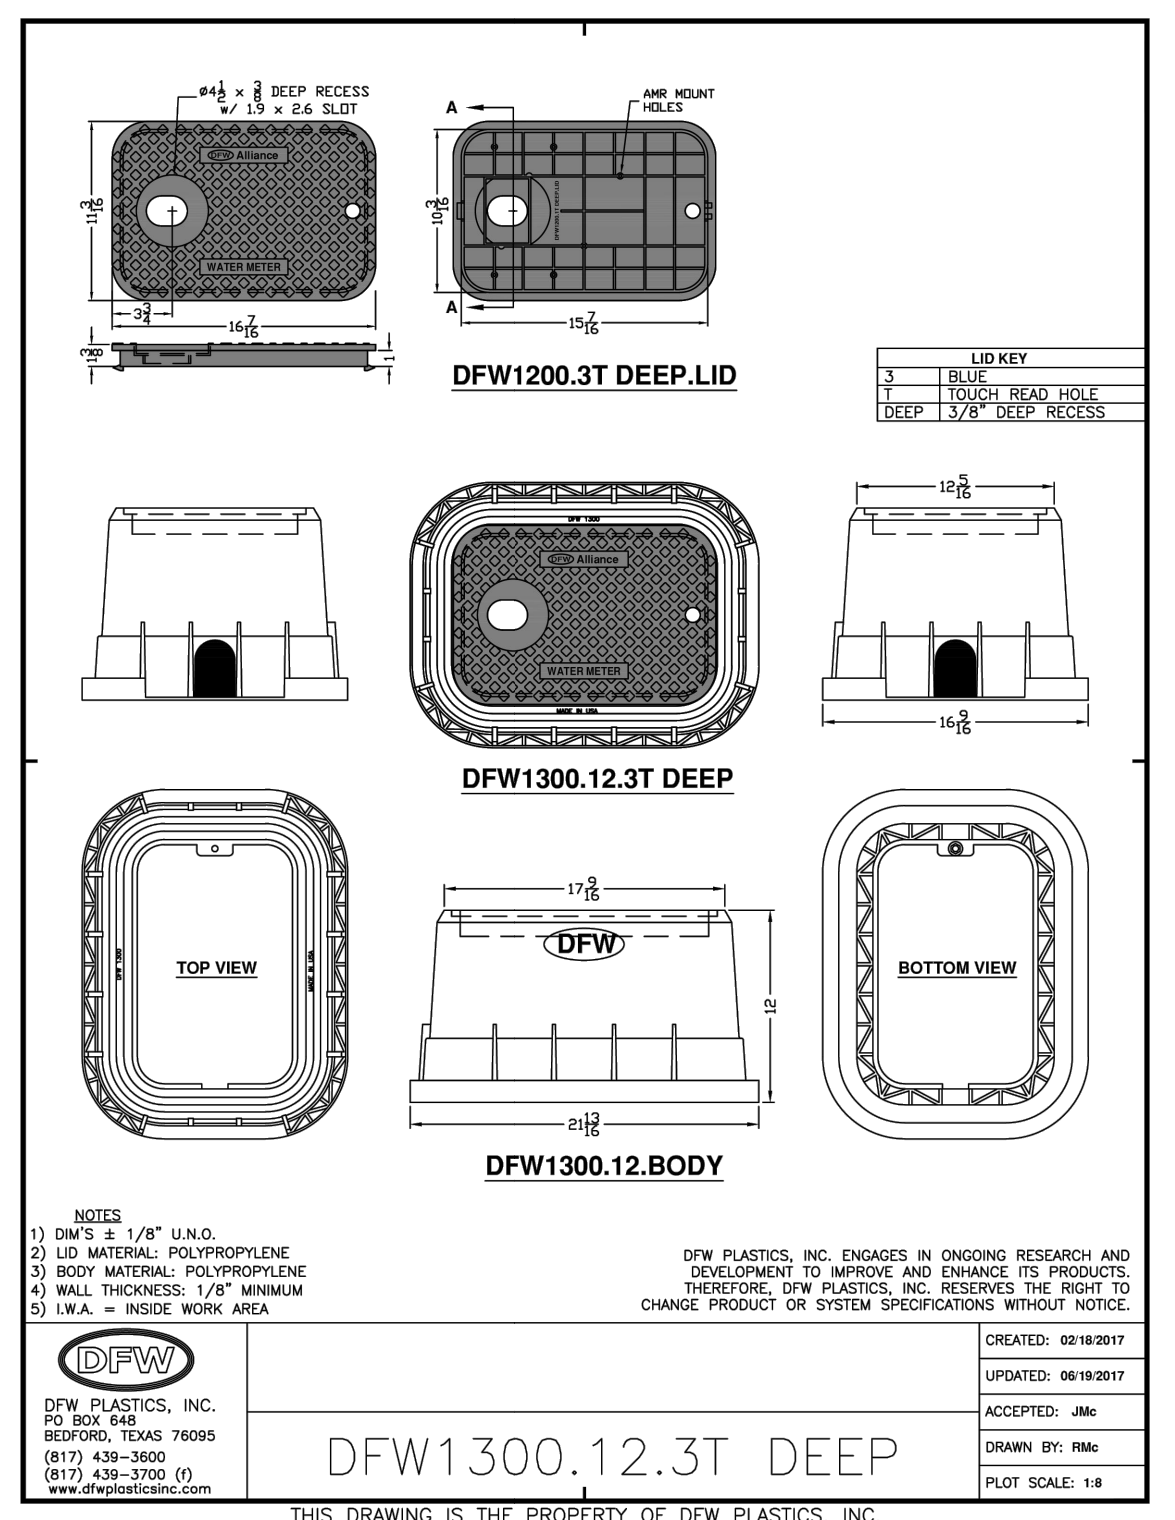 ø4 1/2 × 3/8 DEEP RECESS
w/ 1.9 × 2.6 SLOT
DFW Alliance
WATER METER
11 3/16
3 3/4
16 7/16
1 3/8
1
A
AMR MOUNT
HOLES
DFW1200.1T DEEP.LID
10 3/16
A
15 7/16
DFW1200.3T DEEP.LID
LID KEY
3 BLUE
T TOUCH READ HOLE
DEEP 3/8" DEEP RECESS
DFW 1300
DFW Alliance
WATER METER
MADE IN USA
12 5/16
16 9/16
DFW1300.12.3T DEEP
DFW 1300
TOP VIEW
MADE IN USA
17 9/16
DFW
12
21 13/16
DFW1300.12.BODY
BOTTOM VIEW
NOTES
1) DIM'S ± 1/8" U.N.O.
2) LID MATERIAL: POLYPROPYLENE
3) BODY MATERIAL: POLYPROPYLENE
4) WALL THICKNESS: 1/8" MINIMUM
5) I.W.A. = INSIDE WORK AREA
DFW PLASTICS, INC. ENGAGES IN ONGOING RESEARCH AND
DEVELOPMENT TO IMPROVE AND ENHANCE ITS PRODUCTS.
THEREFORE, DFW PLASTICS, INC. RESERVES THE RIGHT TO
CHANGE PRODUCT OR SYSTEM SPECIFICATIONS WITHOUT NOTICE.
DFW
DFW PLASTICS, INC.
PO BOX 648
BEDFORD, TEXAS 76095
(817) 439-3600
(817) 439-3700 (f)
www.dfwplasticsinc.com
DFW1300.12.3T DEEP
CREATED: 02/18/2017
UPDATED: 06/19/2017
ACCEPTED: JMc
DRAWN BY: RMc
PLOT SCALE: 1:8
THIS DRAWING IS THE PROPERTY OF DFW PLASTICS, INC